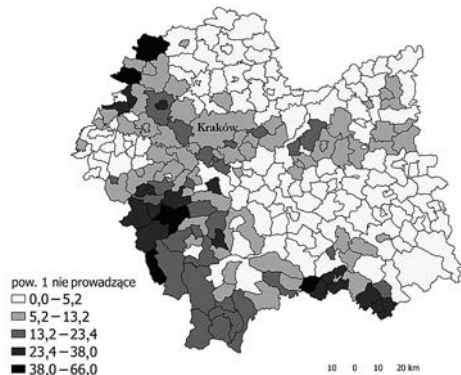 Kraków
pow. 1 nie prowadzące
0,0–5,2
5,2–13,2
13,2–23,4
23,4–38,0
38,0–66,0
10 0 10 20 km